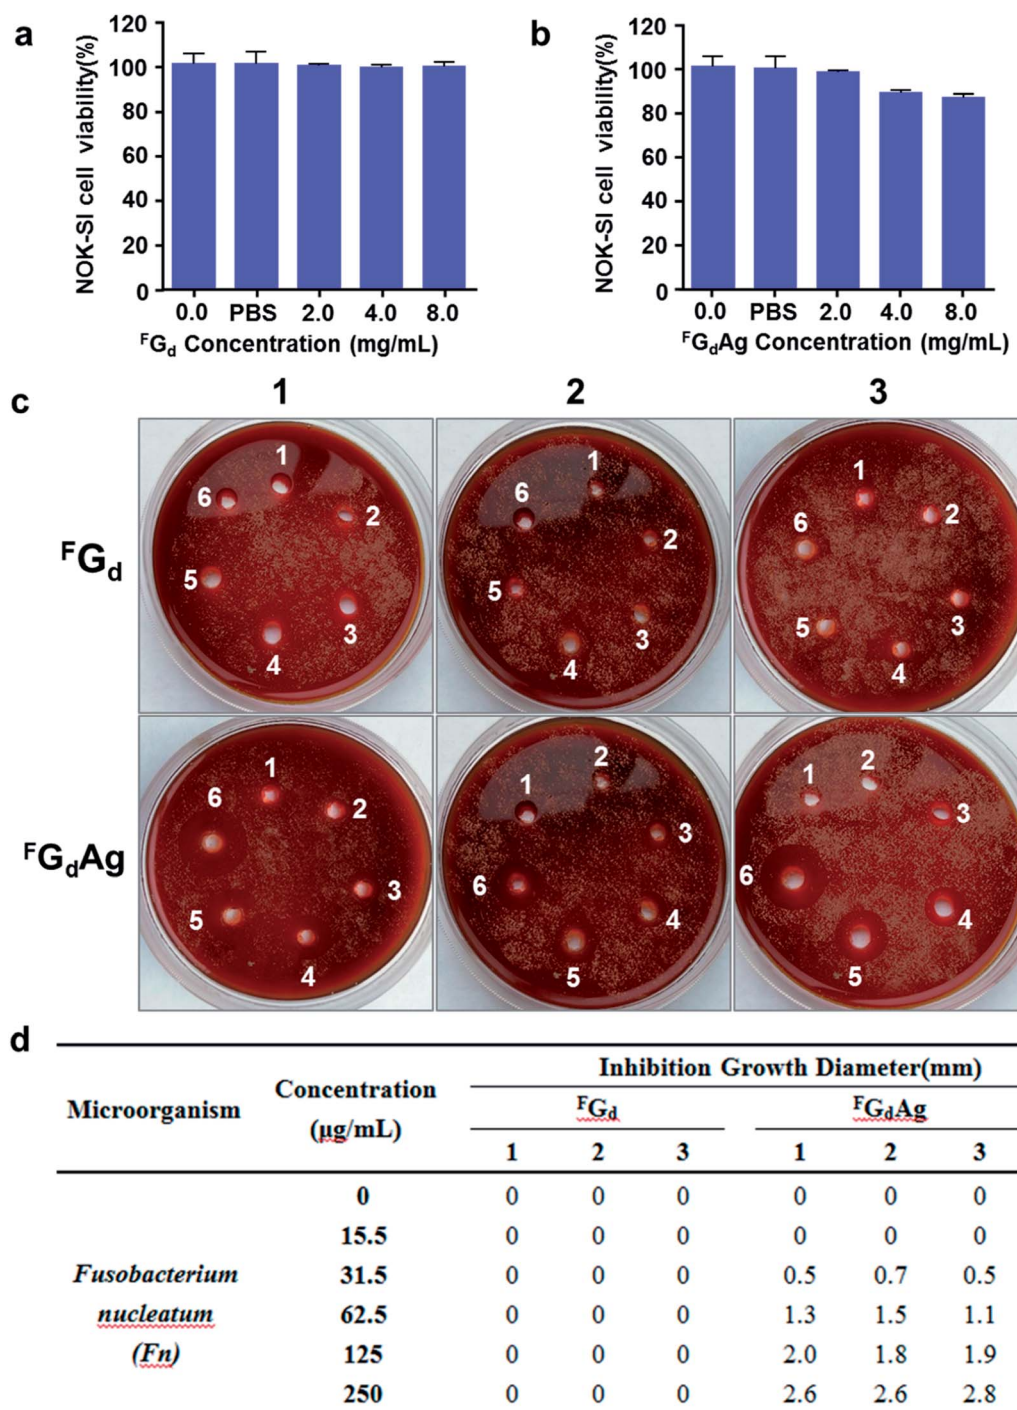 a
NOK-SI cell viability(%)
120
100
80
60
40
20
0
0.0 PBS 2.0 4.0 8.0
ᶠG_d Concentration (mg/mL)
b
NOK-SI cell viability(%)
120
100
80
60
40
20
0
0.0 PBS 2.0 4.0 8.0
ᶠG_dAg Concentration (mg/mL)
c
1 2 3
ᶠG_d
1 2 3 4 5 6
1 2 3 4 5 6
1 2 3 4 5 6
ᶠG_dAg
1 2 3 4 5 6
1 2 3 4 5 6
1 2 3 4 5 6
d
Microorganism
Concentration
(µg/mL)
Inhibition Growth Diameter(mm)
ᶠG_d ᶠG_dAg
1 2 3 1 2 3
Fusobacterium
nucleatum
(Fn)
0 0 0 0 0 0 0
15.5 0 0 0 0 0 0
31.5 0 0 0 0.5 0.7 0.5
62.5 0 0 0 1.3 1.5 1.1
125 0 0 0 2.0 1.8 1.9
250 0 0 0 2.6 2.6 2.8